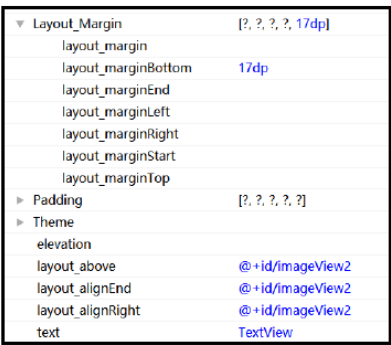 Layout_Margin [?, ?, ?, ?, 17dp]
layout_margin
layout_marginBottom 17dp
layout_marginEnd
layout_marginLeft
layout_marginRight
layout_marginStart
layout_marginTop
Padding [?, ?, ?, ?, ?]
Theme
elevation
layout_above @+id/imageView2
layout_alignEnd @+id/imageView2
layout_alignRight @+id/imageView2
text TextView